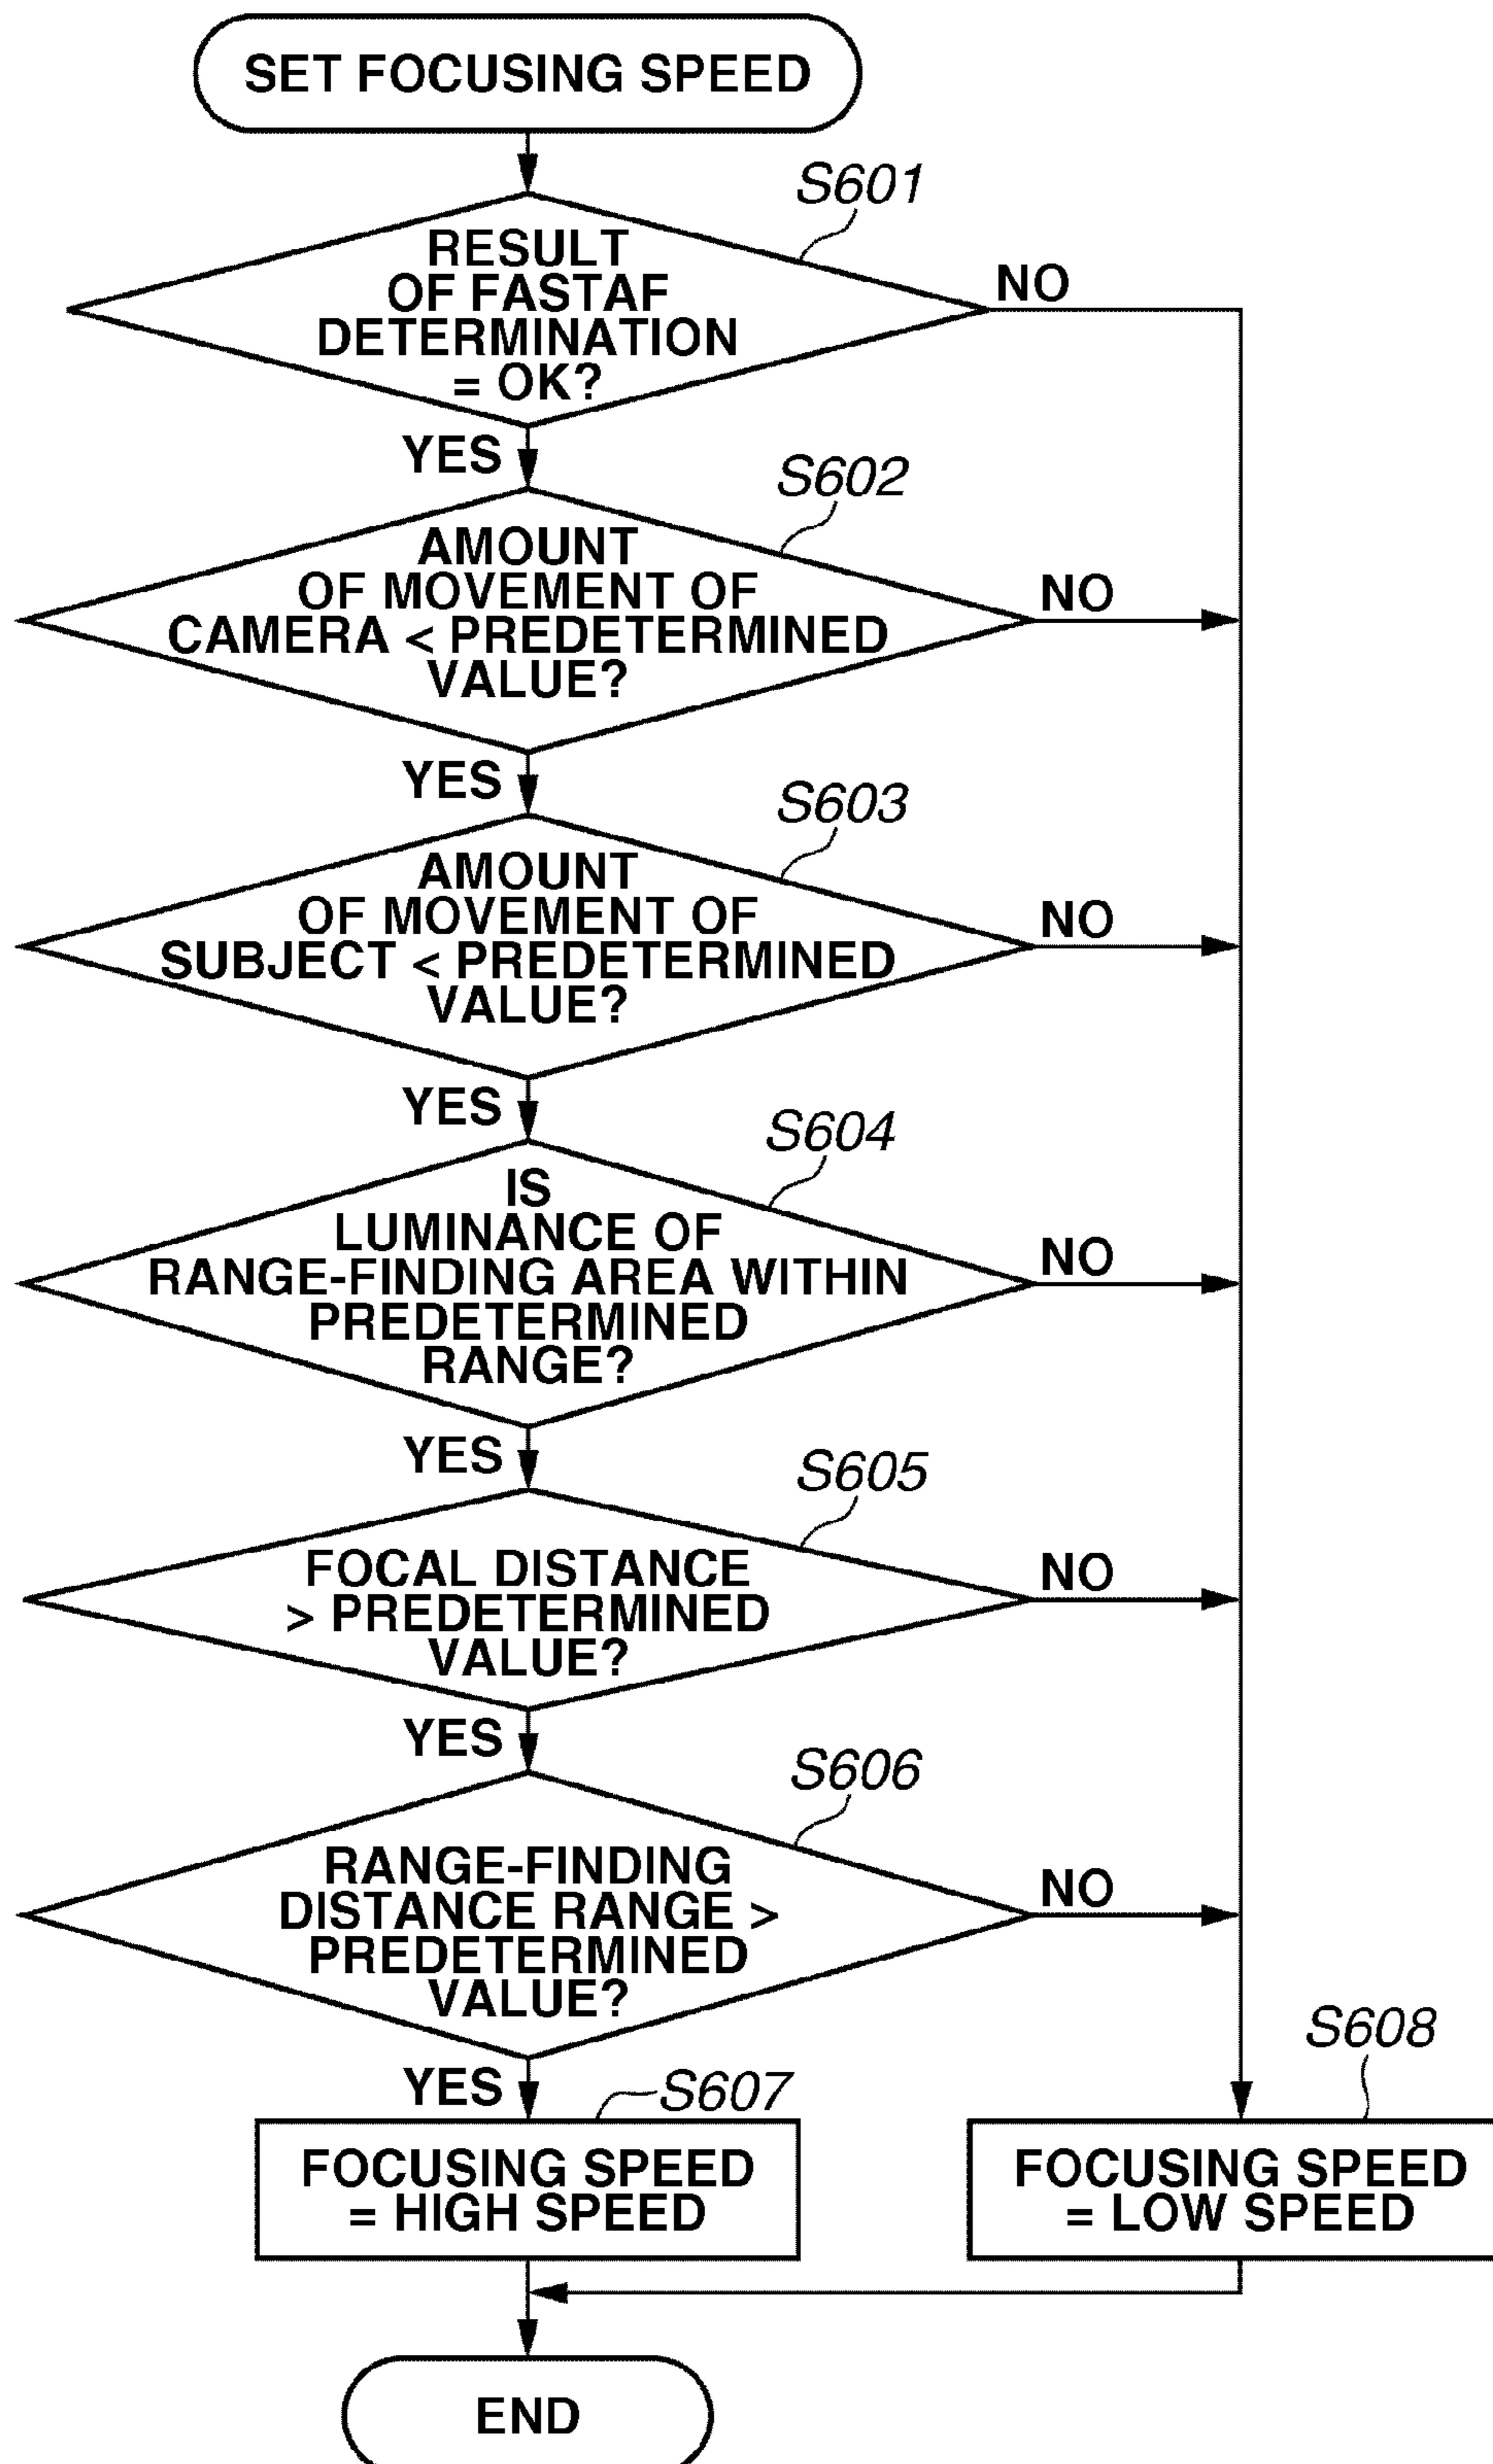 SET FOCUSING SPEED
S601
RESULT
OF FASTAF
DETERMINATION
= OK?
NO
YES
S602
AMOUNT
OF MOVEMENT OF
CAMERA < PREDETERMINED
VALUE?
NO
YES
S603
AMOUNT
OF MOVEMENT OF
SUBJECT < PREDETERMINED
VALUE?
NO
YES
S604
IS
LUMINANCE OF
RANGE-FINDING AREA WITHIN
PREDETERMINED
RANGE?
NO
YES
S605
FOCAL DISTANCE
> PREDETERMINED
VALUE?
NO
YES
S606
RANGE-FINDING
DISTANCE RANGE >
PREDETERMINED
VALUE?
NO
YES
S607
FOCUSING SPEED
= HIGH SPEED
S608
FOCUSING SPEED
= LOW SPEED
END